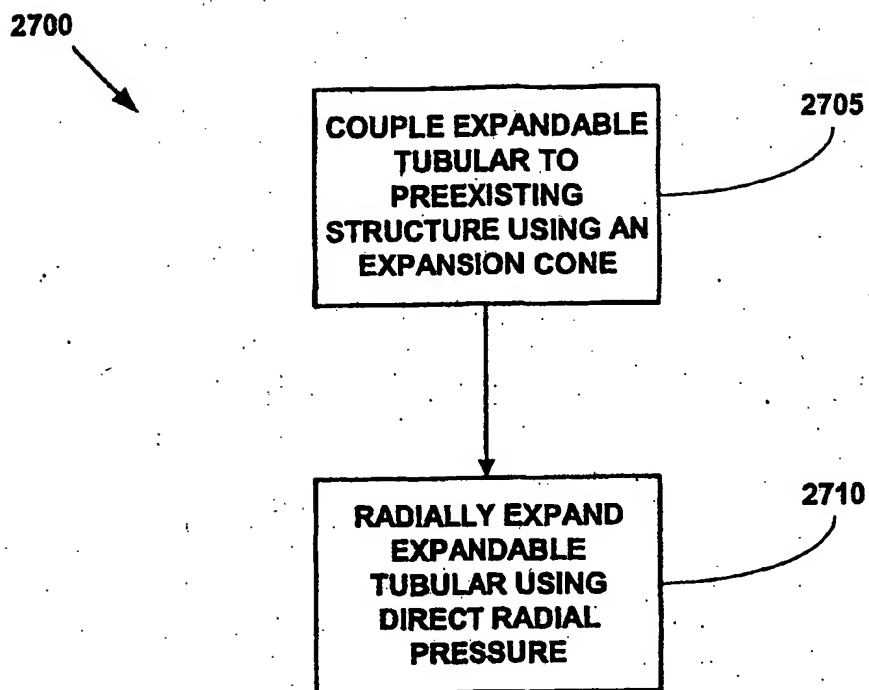 2700
2705
COUPLE EXPANDABLE
TUBULAR TO
PREEXISTING
STRUCTURE USING AN
EXPANSION CONE
2710
RADIALLY EXPAND
EXPANDABLE
TUBULAR USING
DIRECT RADIAL
PRESSURE